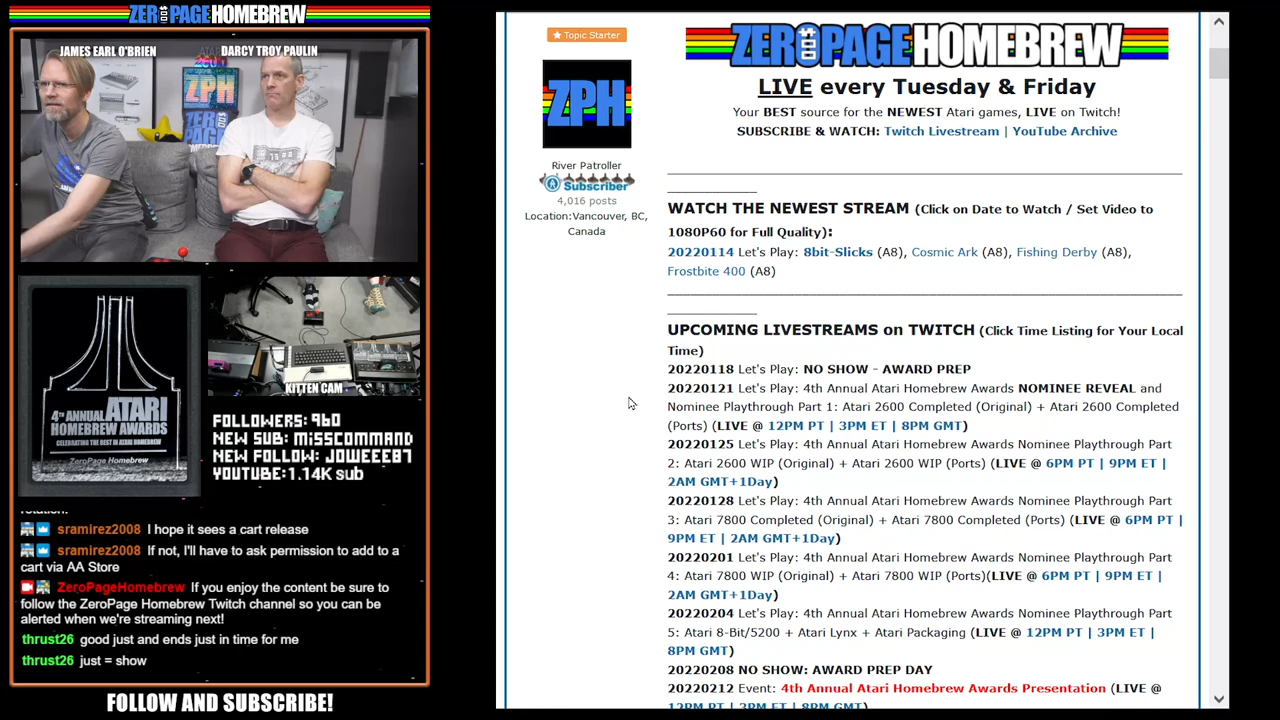 ZEROPAGE HOMEBREW
JAMES EARL O'BRIEN
DARCY TROY PAULIN
ZPH
4TH ANNUAL ATARI
HOMEBREW AWARDS
CELEBRATING THE BEST IN ATARI HOMEBREW
ZeroPage Homebrew
KITTEN CAM
FOLLOWERS: 960
NEW SUB: MISSCOMMAND
NEW FOLLOW: JOWEEE87
YOUTUBE:1.14K sub
rotation.
sramirez2008 I hope it sees a cart release
sramirez2008 If not, I'll have to ask permission to add to a
cart via AA Store
ZeroPageHomebrew If you enjoy the content be sure to
follow the ZeroPage Homebrew Twitch channel so you can be
alerted when we're streaming next!
thrust26 good just and ends just in time for me
thrust26 just = show
FOLLOW AND SUBSCRIBE!
Topic Starter
ZPH
River Patroller
Subscriber
4,016 posts
Location:Vancouver, BC,
Canada
ZEROPAGE HOMEBREW
LIVE every Tuesday & Friday
Your BEST source for the NEWEST Atari games, LIVE on Twitch!
SUBSCRIBE & WATCH: Twitch Livestream | YouTube Archive
WATCH THE NEWEST STREAM (Click on Date to Watch / Set Video to
1080P60 for Full Quality):
20220114 Let's Play: 8bit-Slicks (A8), Cosmic Ark (A8), Fishing Derby (A8),
Frostbite 400 (A8)
UPCOMING LIVESTREAMS on TWITCH (Click Time Listing for Your Local
Time)
20220118 Let's Play: NO SHOW - AWARD PREP
20220121 Let's Play: 4th Annual Atari Homebrew Awards NOMINEE REVEAL and
Nominee Playthrough Part 1: Atari 2600 Completed (Original) + Atari 2600 Completed
(Ports) (LIVE @ 12PM PT | 3PM ET | 8PM GMT)
20220125 Let's Play: 4th Annual Atari Homebrew Awards Nominee Playthrough Part
2: Atari 2600 WIP (Original) + Atari 2600 WIP (Ports) (LIVE @ 6PM PT | 9PM ET |
2AM GMT+1Day)
20220128 Let's Play: 4th Annual Atari Homebrew Awards Nominee Playthrough Part
3: Atari 7800 Completed (Original) + Atari 7800 Completed (Ports) (LIVE @ 6PM PT |
9PM ET | 2AM GMT+1Day)
20220201 Let's Play: 4th Annual Atari Homebrew Awards Nominee Playthrough Part
4: Atari 7800 WIP (Original) + Atari 7800 WIP (Ports)(LIVE @ 6PM PT | 9PM ET |
2AM GMT+1Day)
20220204 Let's Play: 4th Annual Atari Homebrew Awards Nominee Playthrough Part
5: Atari 8-Bit/5200 + Atari Lynx + Atari Packaging (LIVE @ 12PM PT | 3PM ET |
8PM GMT)
20220208 NO SHOW: AWARD PREP DAY
20220212 Event: 4th Annual Atari Homebrew Awards Presentation (LIVE @
12PM PT | 3PM ET | 8PM GMT)